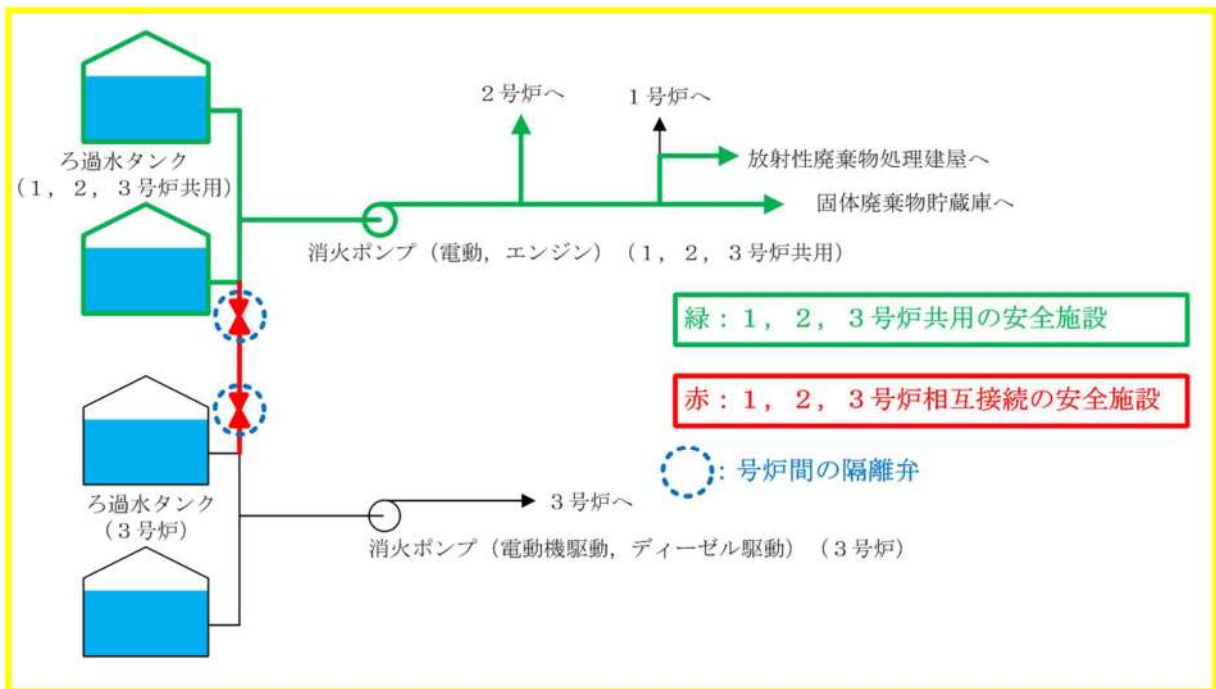 2号炉へ
1号炉へ
放射性廃棄物処理建屋へ
ろ過水タンク
(1,2,3号炉共用)
固体廃棄物貯蔵庫へ
消火ポンプ(電動,エンジン)(1,2,3号炉共用)
緑:1,2,3号炉共用の安全施設
赤:1,2,3号炉相互接続の安全施設
:号炉間の隔離弁
ろ過水タンク
(3号炉)
3号炉へ
消火ポンプ(電動機駆動,ディーゼル駆動)(3号炉)